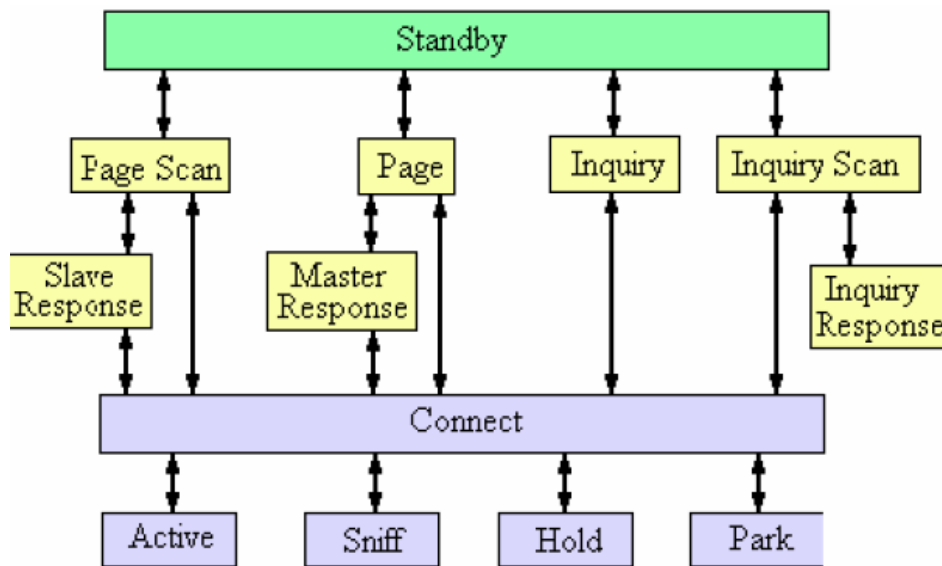 Standby
Page Scan
Page
Inquiry
Inquiry Scan
Slave
Response
Master
Response
Inquiry
Response
Connect
Active
Sniff
Hold
Park